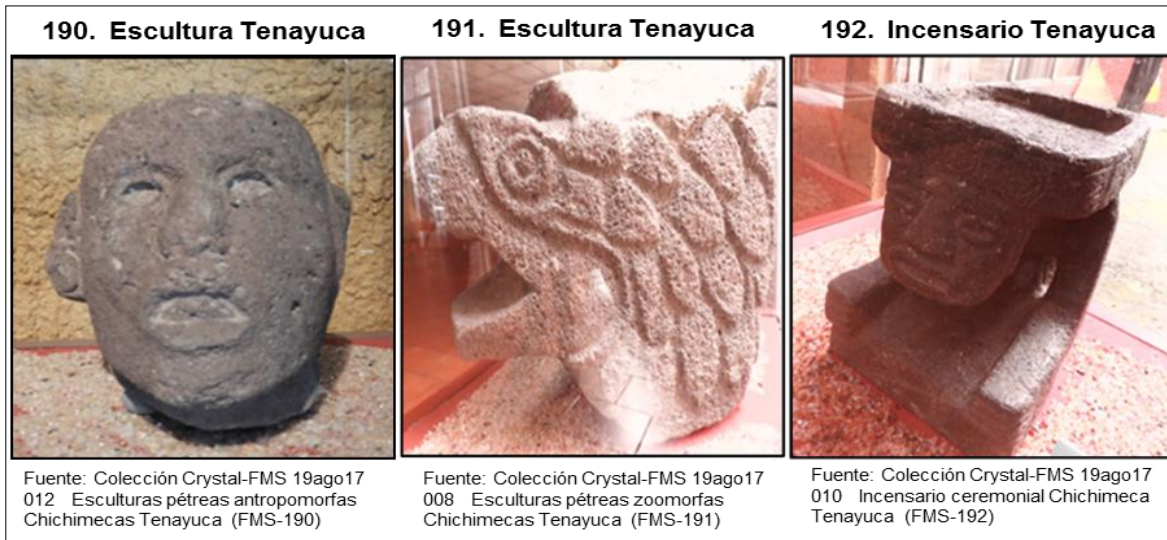 190. Escultura Tenayuca
191. Escultura Tenayuca
192. Incensario Tenayuca
Fuente: Colección Crystal-FMS 19ago17
012 Esculturas pétreas antropomorfas
Chichimecas Tenayuca (FMS-190)
Fuente: Colección Crystal-FMS 19ago17
008 Esculturas pétreas zoomorfas
Chichimecas Tenayuca (FMS-191)
Fuente: Colección Crystal-FMS 19ago17
010 Incensario ceremonial Chichimeca
Tenayuca (FMS-192)